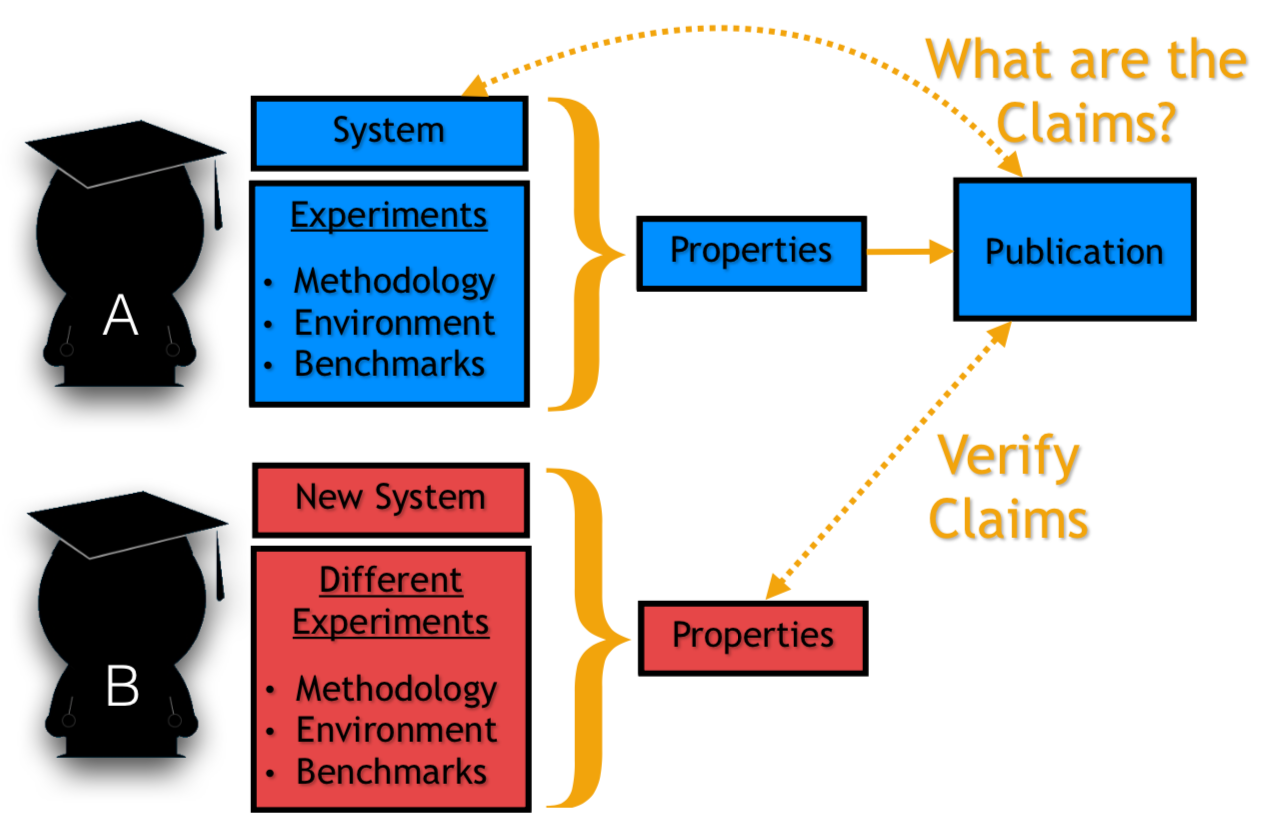 What are the
Claims?
System
Experiments
• Methodology
• Environment
• Benchmarks
A
Properties
Publication
Verify
Claims
New System
Different
Experiments
• Methodology
• Environment
• Benchmarks
B
Properties